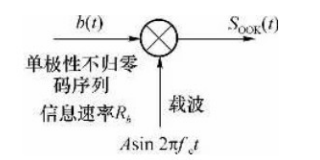 b(t)
S_OOK(t)
单极性不归零
码序列
信息速率R_b
载波
Asin 2πf_c t